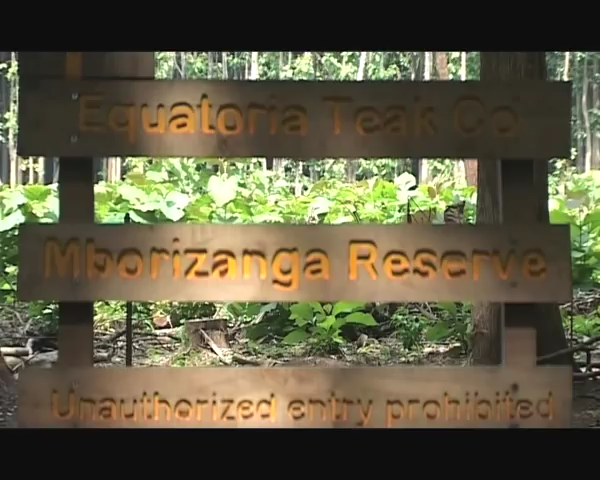 Equatoria Teak Co
Mborizanga Reserve
Unauthorized entry prohibited